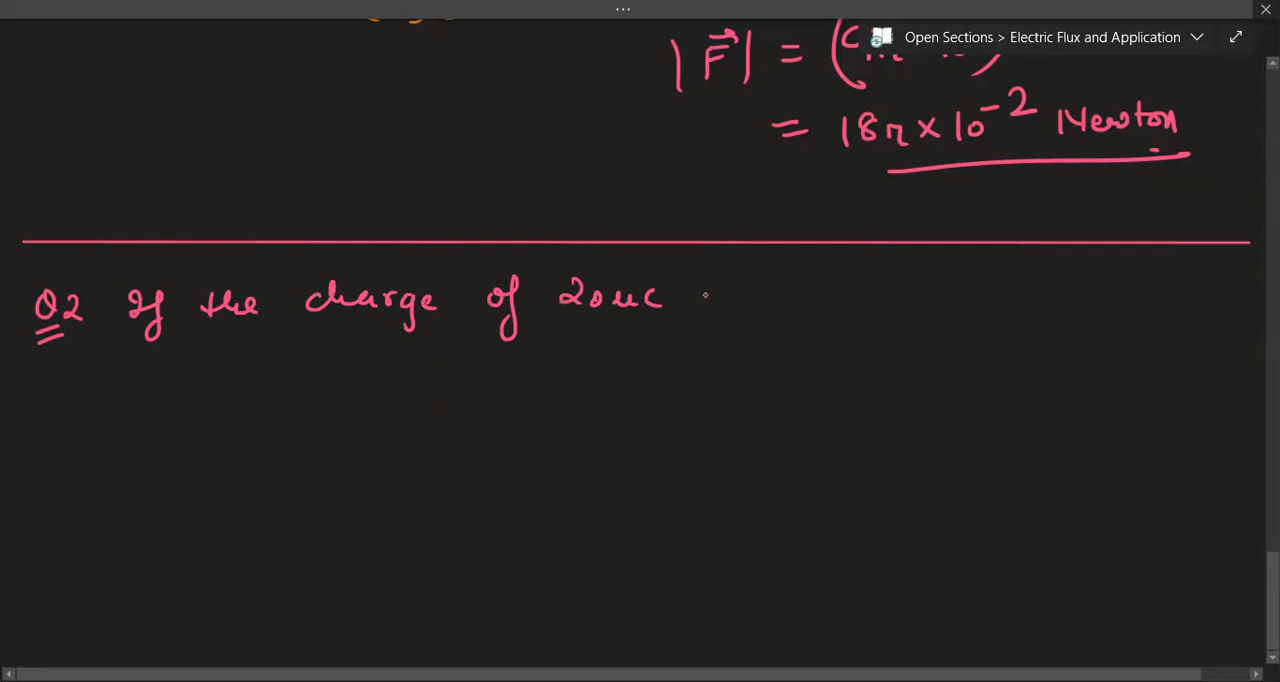 Open Sections > Electric Flux and Application
|F⃗| = (
= 18π × 10⁻² Newton
Q2 If the charge of 20uc